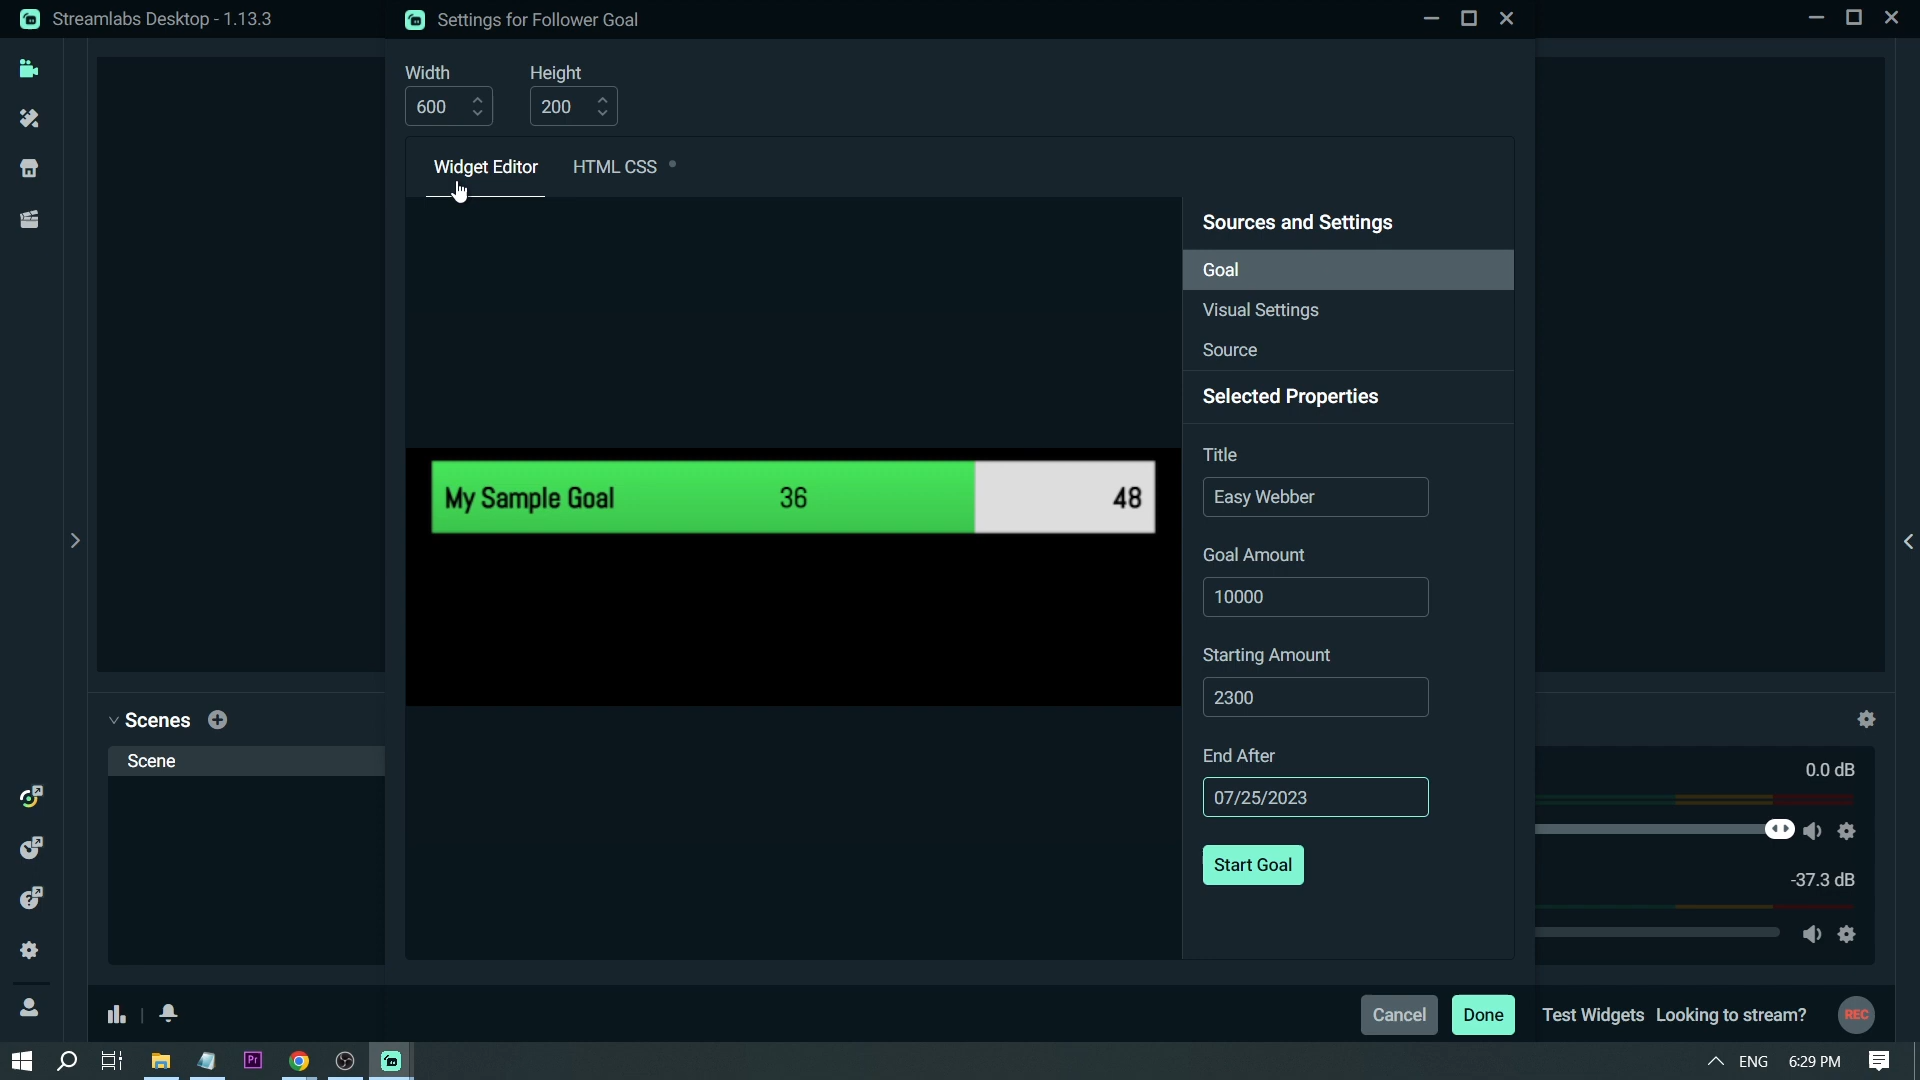 Streamlabs Desktop - 1.13.3
Settings for Follower Goal
Width
Height
600
200
Widget Editor
HTML CSS
Sources and Settings
Goal
Visual Settings
Source
Selected Properties
Title
Easy Webber
My Sample Goal
36
48
Goal Amount
10000
Starting Amount
2300
End After
07/25/2023
Start Goal
Scenes
Scene
0.0 dB
-37.3 dB
Cancel
Done
Test Widgets
Looking to stream?
REC
Pr
ENG
6:29 PM